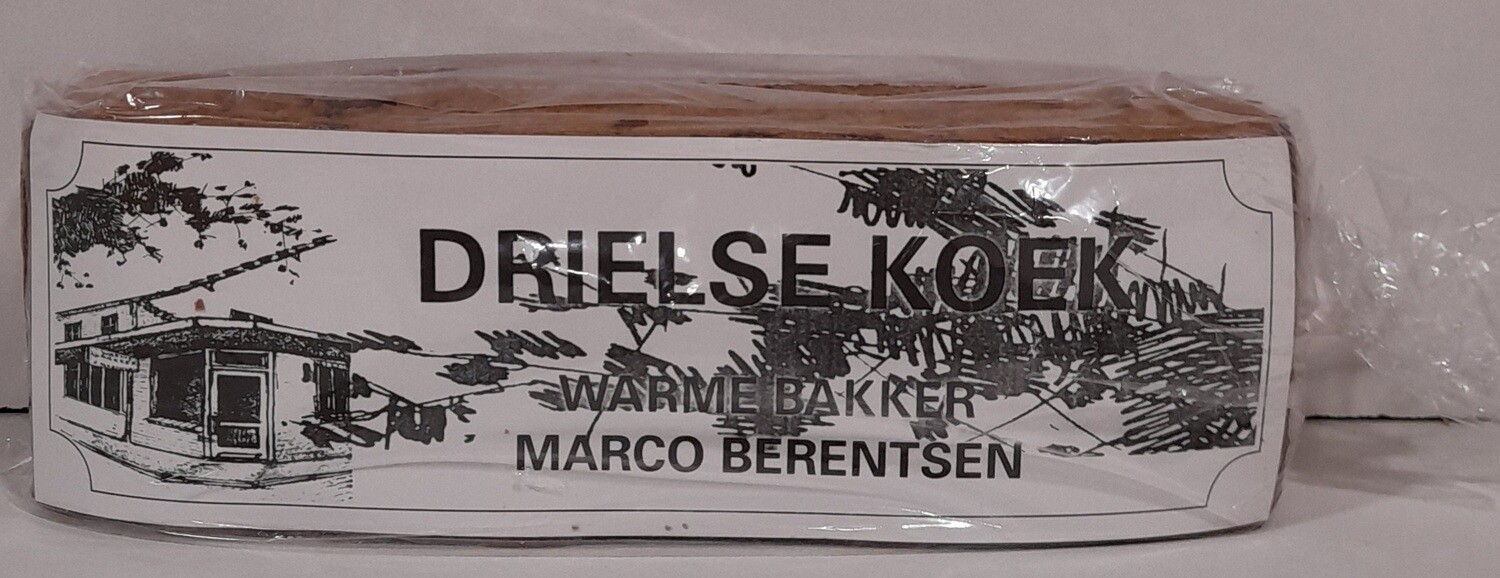 DRIELSE KOEK
WARME BAKKER
MARCO BERENTSEN